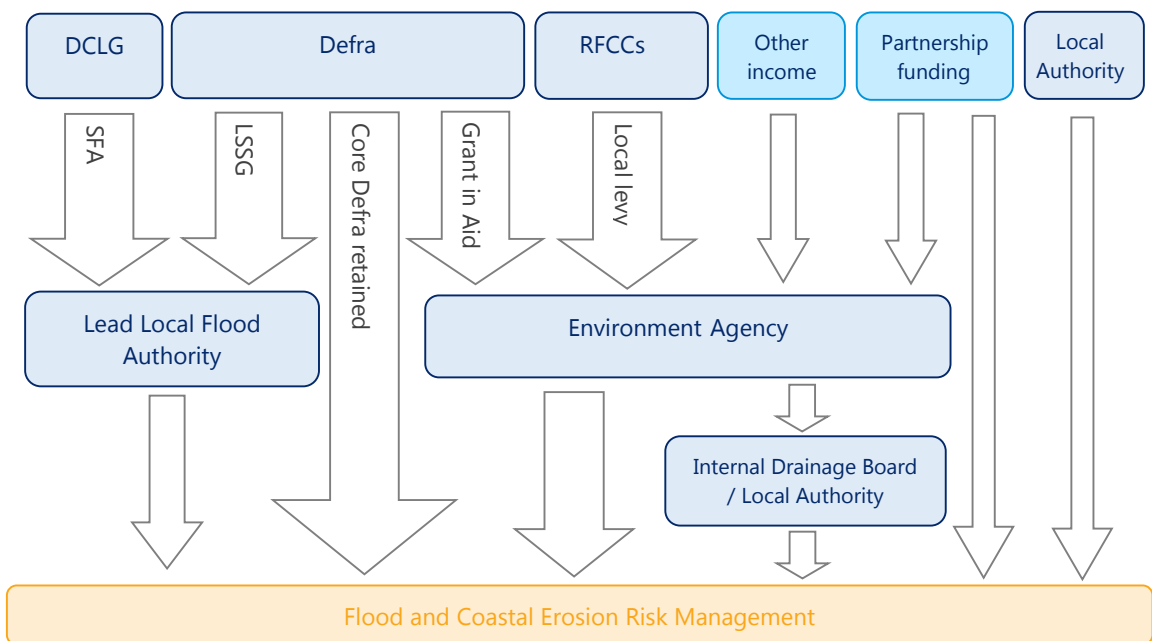 DCLG
Defra
RFCCs
Other
income
Partnership
funding
Local
Authority
SFA
LSSG
Core Defra retained
Grant in Aid
Local levy
Lead Local Flood
Authority
Environment Agency
Internal Drainage Board
/ Local Authority
Flood and Coastal Erosion Risk Management